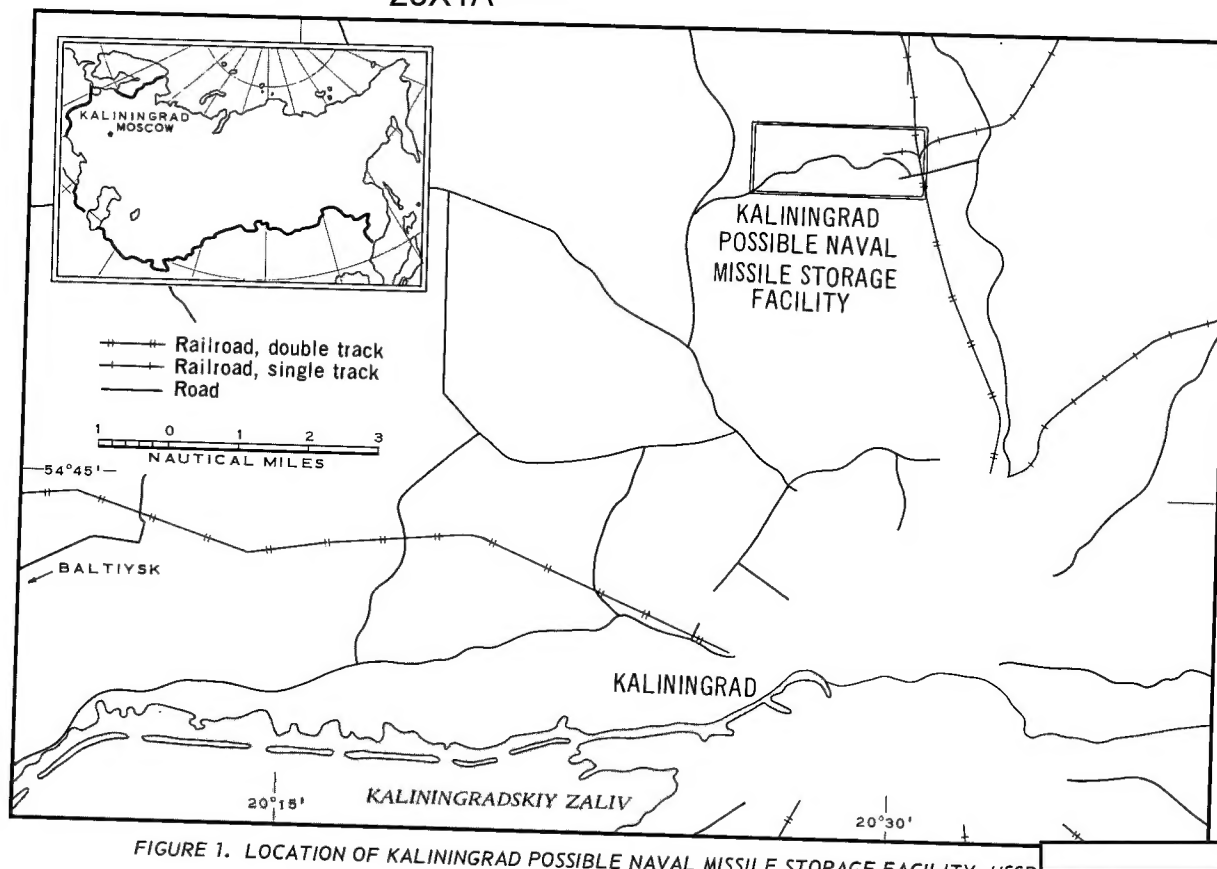 25X1A
KALININGRAD
MOSCOW
KALININGRAD
POSSIBLE NAVAL
MISSILE STORAGE
FACILITY
Railroad, double track
Railroad, single track
Road
1 0 1 2 3
NAUTICAL MILES
54°45'
BALTIYSK
KALININGRAD
20°15'
KALININGRADSKIY ZALIV
20°30'
FIGURE 1. LOCATION OF KALININGRAD POSSIBLE NAVAL MISSILE STORAGE FACILITY, USSR